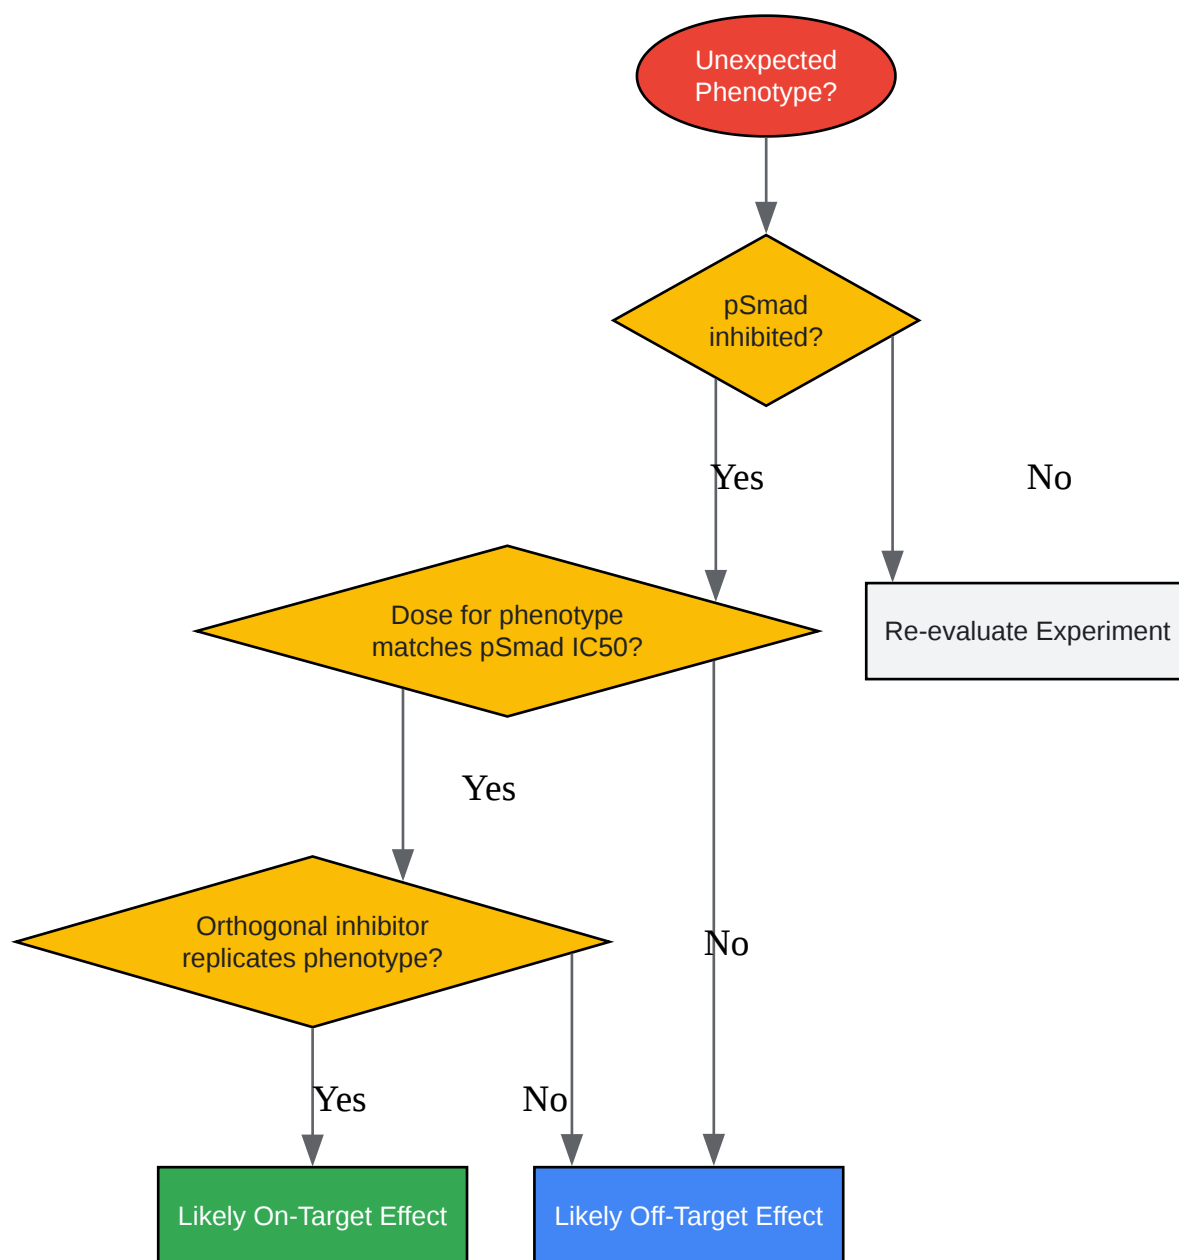 Unexpected
Phenotype?
pSmad
inhibited?
Yes
No
Dose for phenotype
matches pSmad IC50?
Re-evaluate Experiment
Yes
Orthogonal inhibitor
replicates phenotype?
No
Yes
No
Likely On-Target Effect
Likely Off-Target Effect